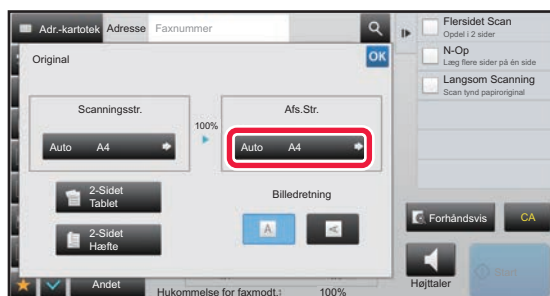 Adr.-kartotek Adresse Faxnummer
Original
OK
Scanningsstr.
Afs.Str.
100%
Auto A4
Auto A4
2-Sidet
Tablet
2-Sidet
Hæfte
Billedretning
A
A
Flersidet Scan
Opdel i 2 sider
N-Op
Læg flere sider på én side
Langsom Scanning
Scan tynd papiroriginal
Forhåndsvis
CA
Højttaler
Start
Andet
Hukommelse for faxmodt.:
100%